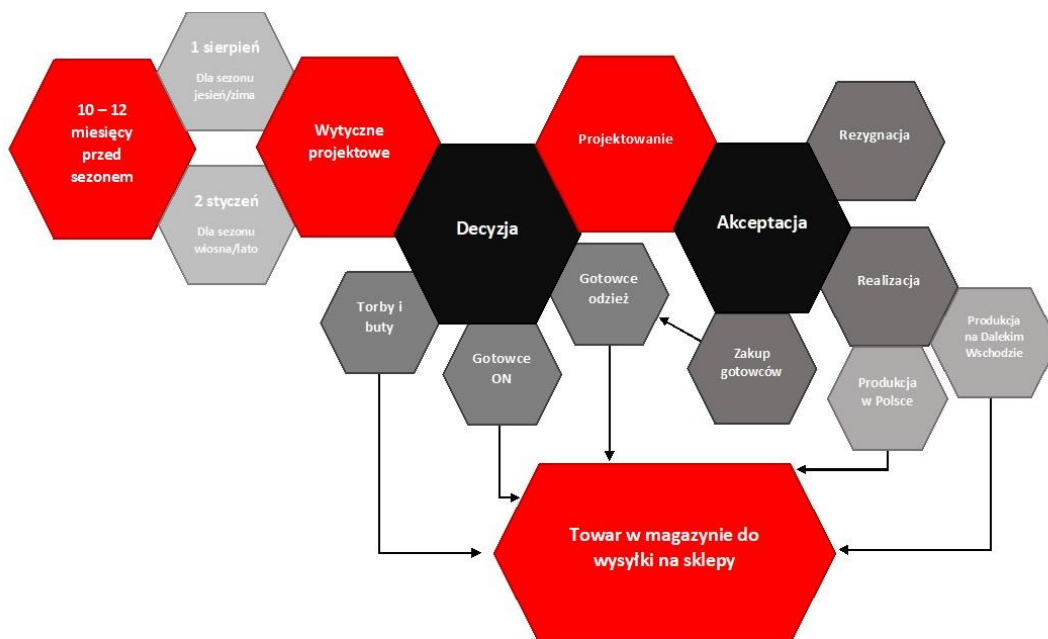 10 – 12
miesięcy
przed
sezonem
1 sierpień
Dla sezonu
jesień/zima
2 styczeń
Dla sezonu
wiosna/lato
Wytyczne
projektowe
Decyzja
Projektowanie
Akceptacja
Rezygnacja
Realizacja
Torby i
buty
Gotowce
ON
Gotowce
odzież
Zakup
gotowców
Produkcja
w Polsce
Produkcja
na Dalekim
Wschodzie
Towar w magazynie do
wysyłki na sklepy